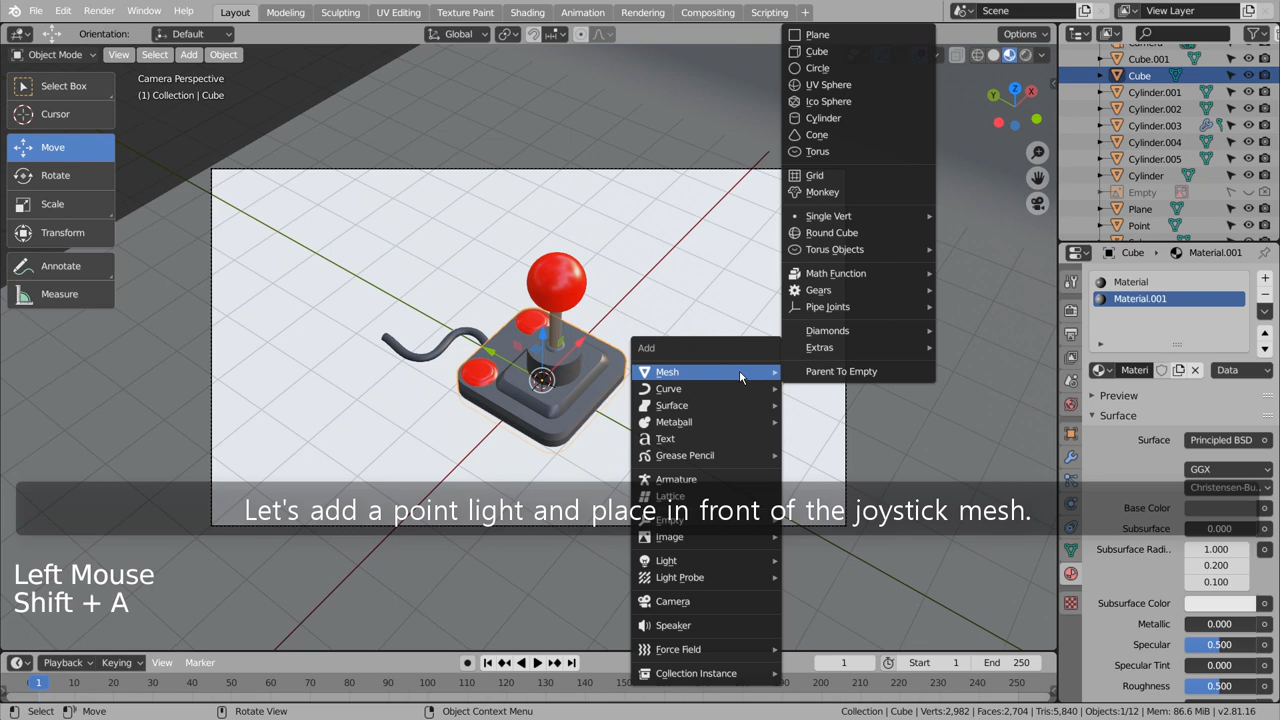 File Edit Render Window Help Layout Modeling Sculpting UV Editing Texture Paint Shading Animation Rendering Compositing Scripting + Scene View Layer
Orientation: Default Global Options
Object Mode View Select Add Object
Camera Perspective
(1) Collection | Cube
Select Box
Cursor
Move
Rotate
Scale
Transform
Annotate
Measure
Plane
Cube
Circle
UV Sphere
Ico Sphere
Cylinder
Cone
Torus
Grid
Monkey
Single Vert
Round Cube
Torus Objects
Math Function
Gears
Pipe Joints
Diamonds
Extras
Parent To Empty
Add
Mesh
Curve
Surface
Metaball
Text
Grease Pencil
Armature
Lattice
Empty
Image
Light
Light Probe
Camera
Speaker
Force Field
Collection Instance
Y Z X
Let's add a point light and place in front of the joystick mesh.
Left Mouse
Shift + A
Camera
Cube.001
Cube
Cylinder.001
Cylinder.002
Cylinder.003
Cylinder.004
Cylinder.005
Cylinder
Empty
Plane
Point
Cube Material.001
Material
Material.001
Materi Data
Preview
Surface
Surface Principled BSD
GGX
Christensen-Bu..
Base Color
Subsurface 0.000
Subsurface Radi.. 1.000
0.200
0.100
Subsurface Color
Metallic 0.000
Specular 0.500
Specular Tint 0.000
Roughness 0.500
Playback Keying View Marker 1 Start 1 End 250
1 10 20 30 40 50 60 70 80 90 100 110 120 130 140 150 160 170 180 190 200 210 220 230 240 250
Select Move Rotate View Object Context Menu Collection | Cube | Verts:2,982 | Faces:2,704 | Tris:5,840 | Objects:1/12 | Mem: 86.6 MiB | v2.81.16